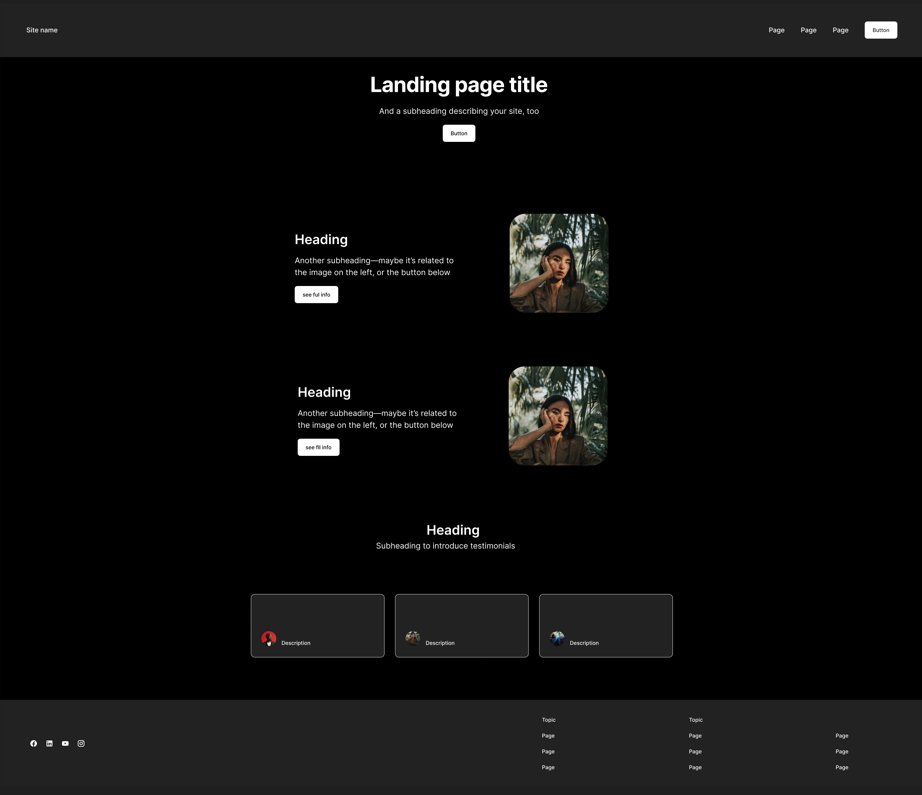 Site name
Page
Page
Page
Button
Landing page title
And a subheading describing your site, too
Button
Heading
Another subheading—maybe it’s related to
the image on the left, or the button below
see ful info
Heading
Another subheading—maybe it’s related to
the image on the left, or the button below
see fll info
Heading
Subheading to introduce testimonials
Description
Description
Description
Topic
Page
Page
Page
Topic
Page
Page
Page
Page
Page
Page